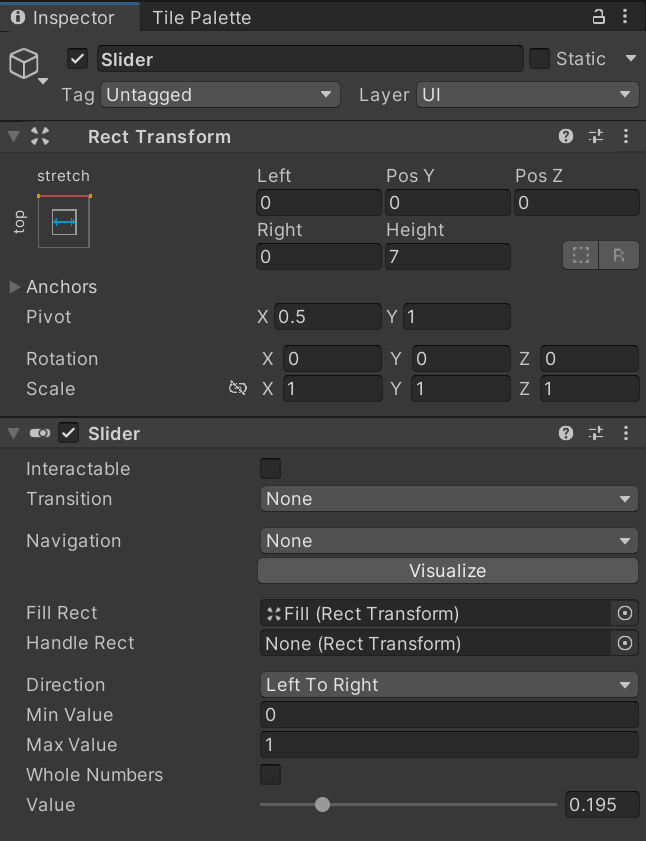 Inspector Tile Palette
Slider Static
Tag Untagged Layer UI
Rect Transform
stretch Left Pos Y Pos Z
top 0 0 0
Right Height
0 7 R
Anchors
Pivot X 0.5 Y 1
Rotation X 0 Y 0 Z 0
Scale X 1 Y 1 Z 1
Slider
Interactable
Transition None
Navigation None
Visualize
Fill Rect Fill (Rect Transform)
Handle Rect None (Rect Transform)
Direction Left To Right
Min Value 0
Max Value 1
Whole Numbers
Value 0.195